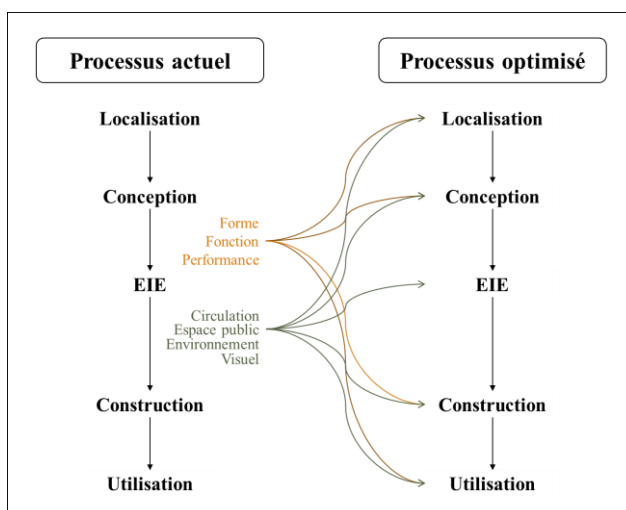 Processus actuel
Processus optimisé
Localisation
Localisation
Conception
Conception
Forme
Fonction
Performance
EIE
EIE
Circulation
Espace public
Environnement
Visuel
Construction
Construction
Utilisation
Utilisation